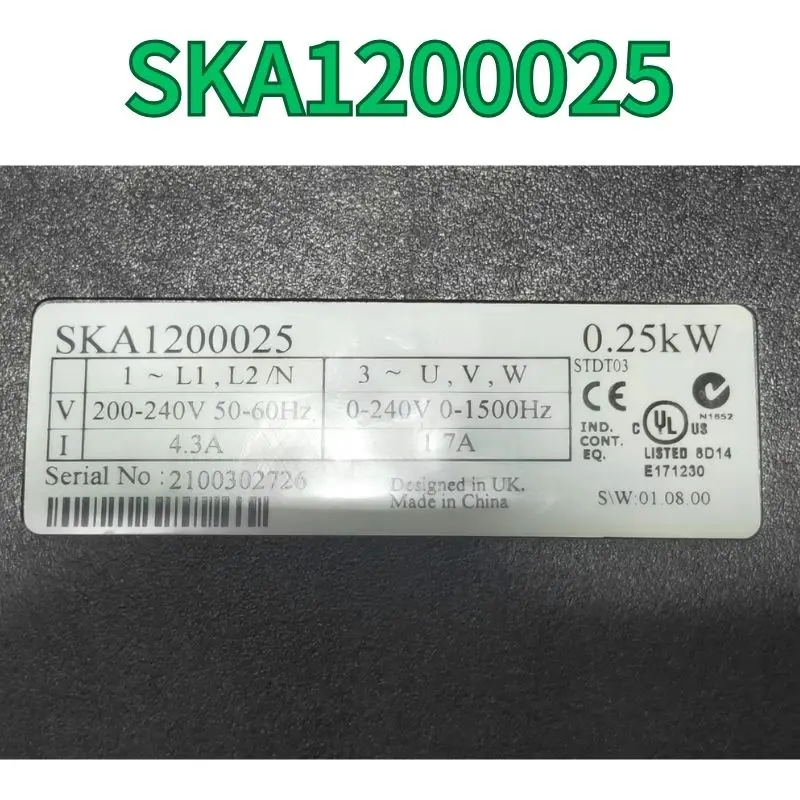 SKA1200025
SKA1200025 0.25kW
1 ~ L1, L2/N 3 ~ U, V, W STDT03
V 200-240V 50-60Hz 0-240V 0-1500Hz CE N1652
I 4.3A 1.7A IND. CONT. EQ. C UL US LISTED 8D14 E171230
Serial No : 2100302726 Designed in UK.
Made in China S\W:01.08.00